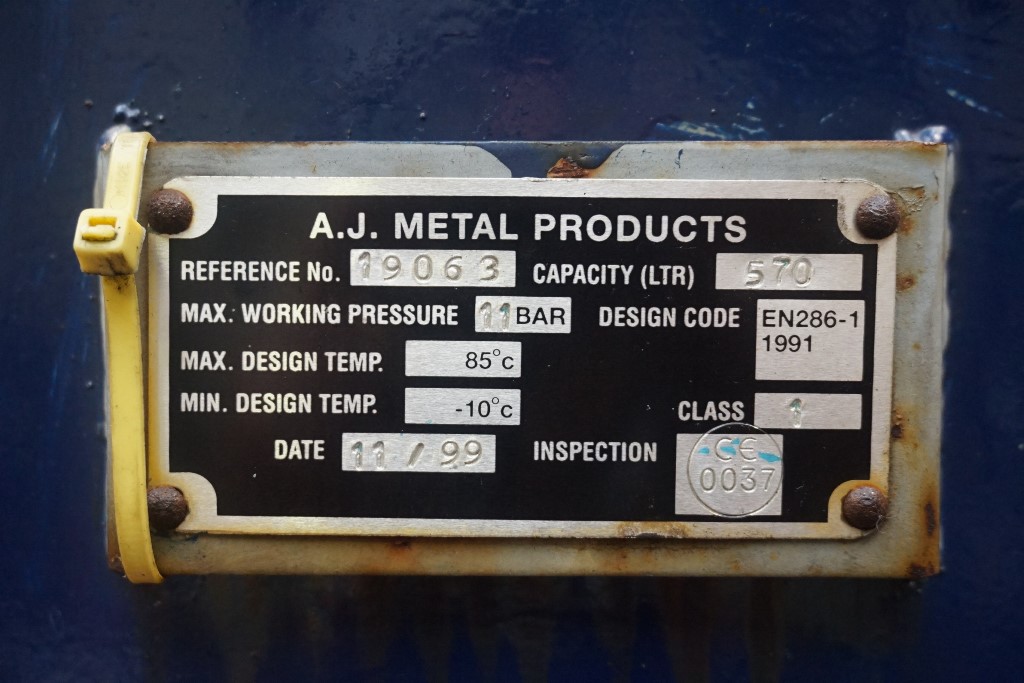 A.J. METAL PRODUCTS
REFERENCE No. 19063 CAPACITY (LTR) 570
MAX. WORKING PRESSURE 11 BAR DESIGN CODE EN286-1
1991
MAX. DESIGN TEMP. 85°c
MIN. DESIGN TEMP. -10°c CLASS 1
DATE 11/99 INSPECTION CE
0037